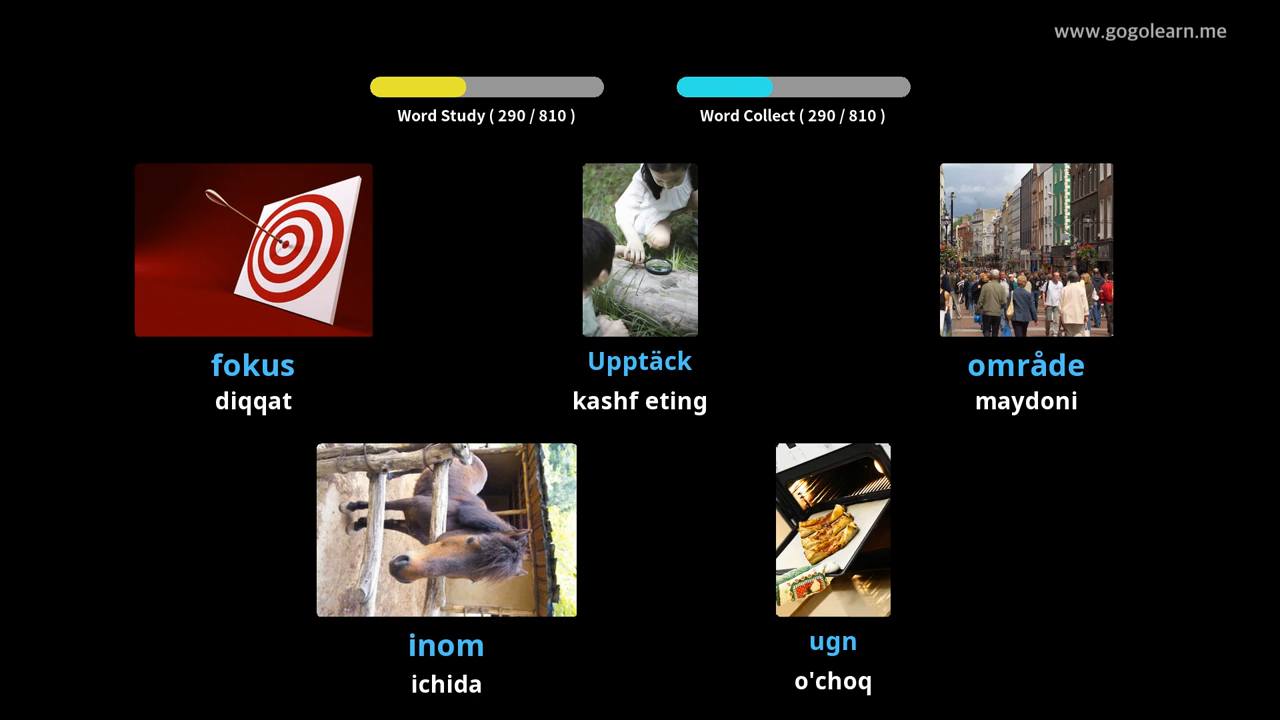 www.gogolearn.me
Word Study ( 290 / 810 )
Word Collect ( 290 / 810 )
fokus
diqqat
Upptäck
kashf eting
område
maydoni
inom
ichida
ugn
o'choq